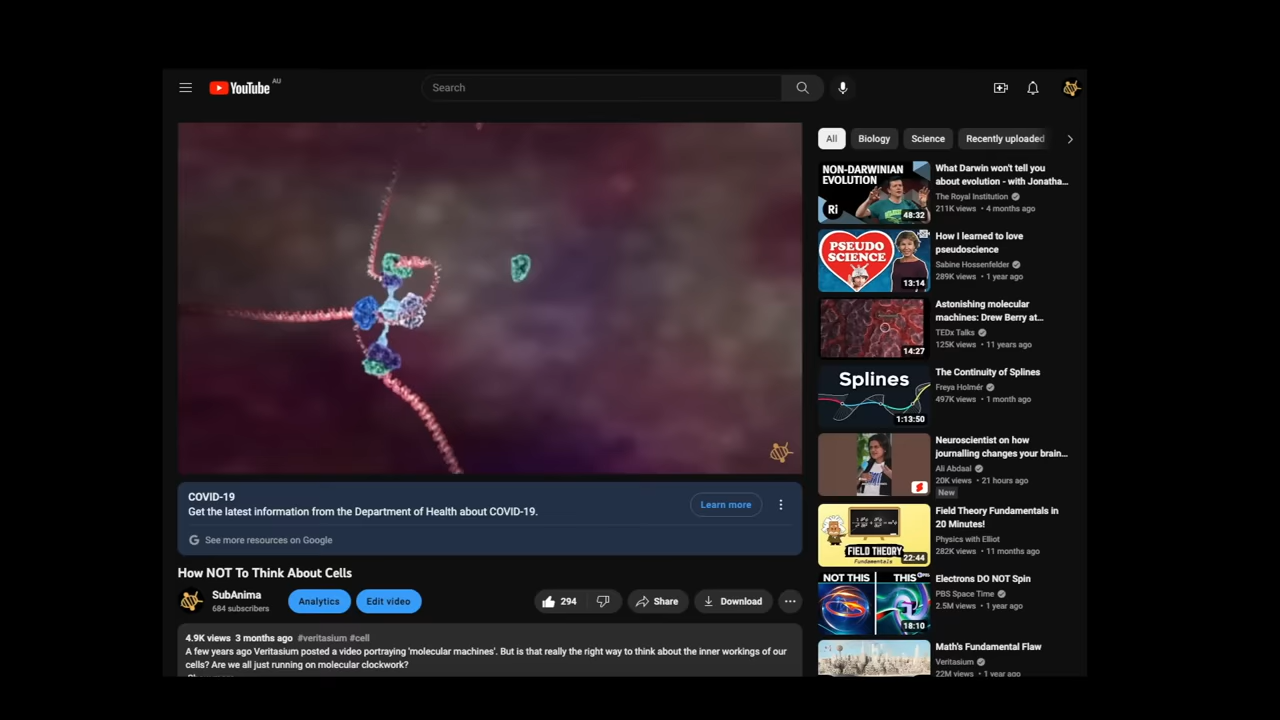 YouTube AU
Search
All
Biology
Science
Recently uploaded
NON-DARWINIAN
EVOLUTION
Ri
48:32
What Darwin won't tell you
about evolution - with Jonatha...
The Royal Institution
211K views • 4 months ago
PSEUDO
SCIENCE
13:14
How I learned to love
pseudoscience
Sabine Hossenfelder
289K views • 1 year ago
14:27
Astonishing molecular
machines: Drew Berry at...
TEDx Talks
125K views • 11 years ago
Splines
1:13:50
The Continuity of Splines
Freya Holmér
497K views • 1 month ago
Neuroscientist on how
journalling changes your brain...
Ali Abdaal
20K views • 21 hours ago
New
FIELD THEORY
Fundamentals
22:44
Field Theory Fundamentals in
20 Minutes!
Physics with Elliot
282K views • 11 months ago
NOT THIS
THIS
18:10
Electrons DO NOT Spin
PBS Space Time
2.5M views • 1 year ago
Math's Fundamental Flaw
Veritasium
22M views • 1 year ago
COVID-19
Get the latest information from the Department of Health about COVID-19.
Learn more
G See more resources on Google
How NOT To Think About Cells
SubAnima
684 subscribers
Analytics
Edit video
294
Share
Download
4.9K views 3 months ago #veritasium #cell
A few years ago Veritasium posted a video portraying 'molecular machines'. But is that really the right way to think about the inner workings of our
cells? Are we all just running on molecular clockwork?